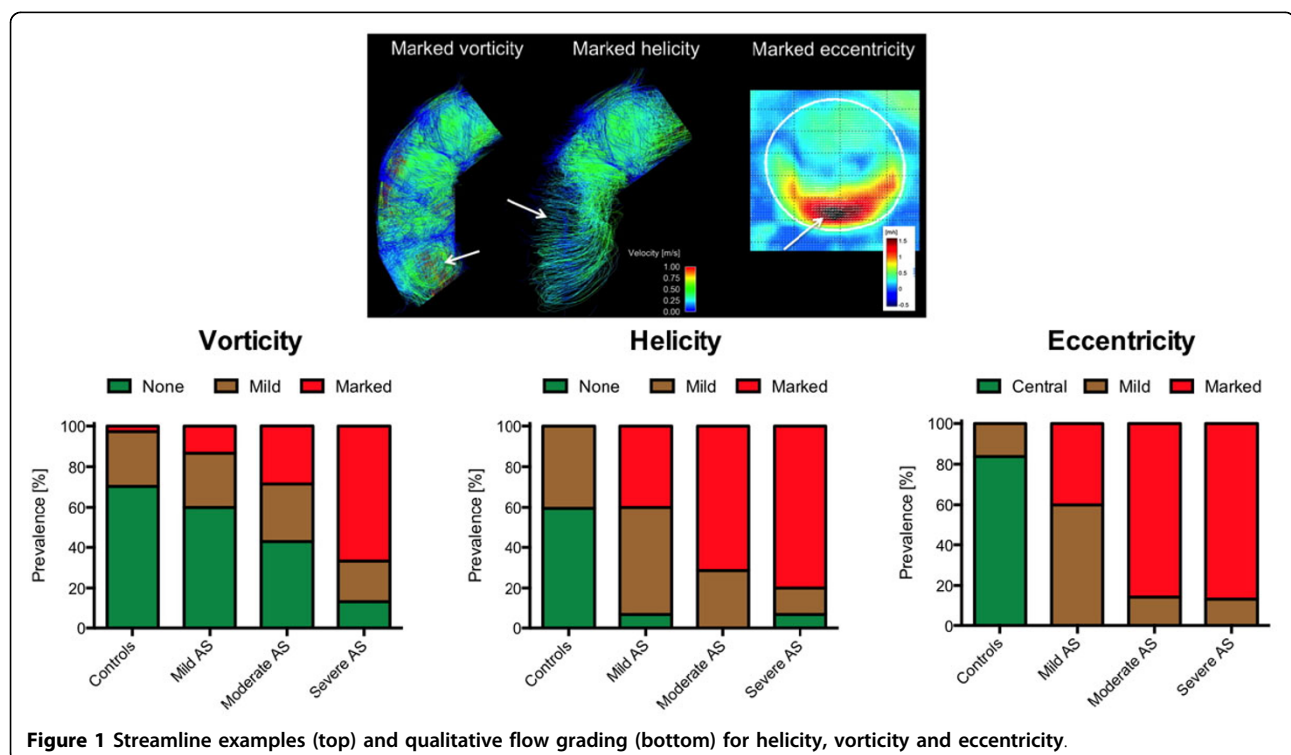 Marked vorticity Marked helicity Marked eccentricity
Velocity [m/s]
1.00
0.75
0.50
0.25
0.00
[m/s]
1.5
1
0.5
0
-0.5
Vorticity
None Mild Marked
Prevalence [%]
100
80
60
40
20
0
Controls
Mild AS
Moderate AS
Severe AS
Helicity
None Mild Marked
Prevalence [%]
100
80
60
40
20
0
Controls
Mild AS
Moderate AS
Severe AS
Eccentricity
Central Mild Marked
Prevalence [%]
100
80
60
40
20
0
Controls
Mild AS
Moderate AS
Severe AS
Figure 1 Streamline examples (top) and qualitative flow grading (bottom) for helicity, vorticity and eccentricity.